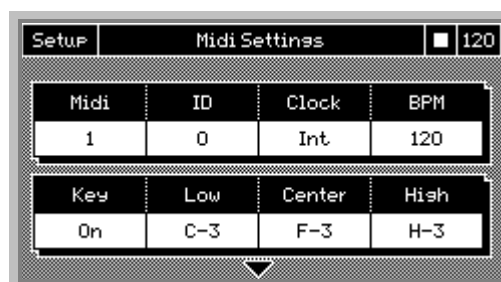 Setup Midi Settings 120
Midi ID Clock BPM
1 0 Int 120
Key Low Center High
On C-3 F-3 H-3